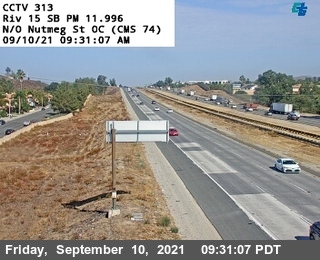 CCTV 313
Riv 15 SB PM 11.996
N/O Nutmeg St OC (CMS 74)
09/10/21 09:31:07 AM
Friday, September 10, 2021 09:31:07 PDT